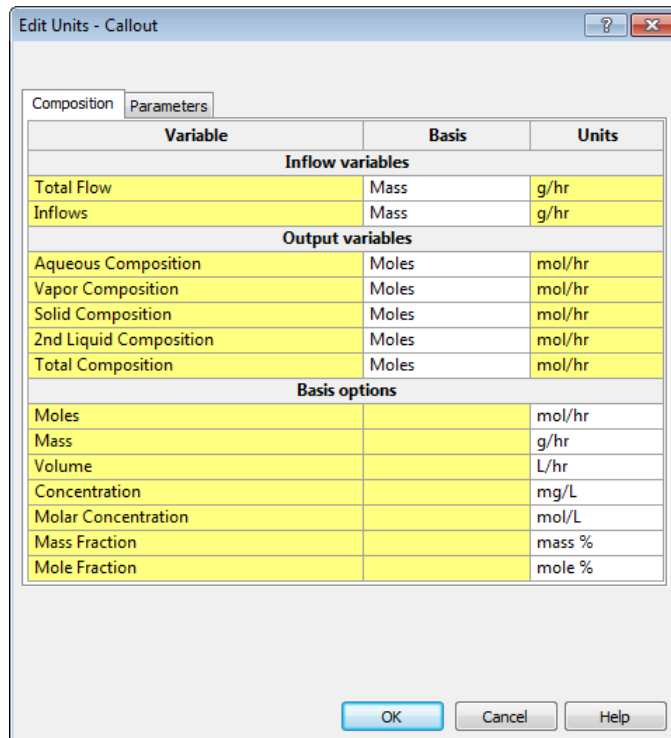 Edit Units - Callout
?
Composition Parameters
Variable Basis Units
Inflow variables
Total Flow Mass g/hr
Inflows Mass g/hr
Output variables
Aqueous Composition Moles mol/hr
Vapor Composition Moles mol/hr
Solid Composition Moles mol/hr
2nd Liquid Composition Moles mol/hr
Total Composition Moles mol/hr
Basis options
Moles mol/hr
Mass g/hr
Volume L/hr
Concentration mg/L
Molar Concentration mol/L
Mass Fraction mass %
Mole Fraction mole %
OK Cancel Help